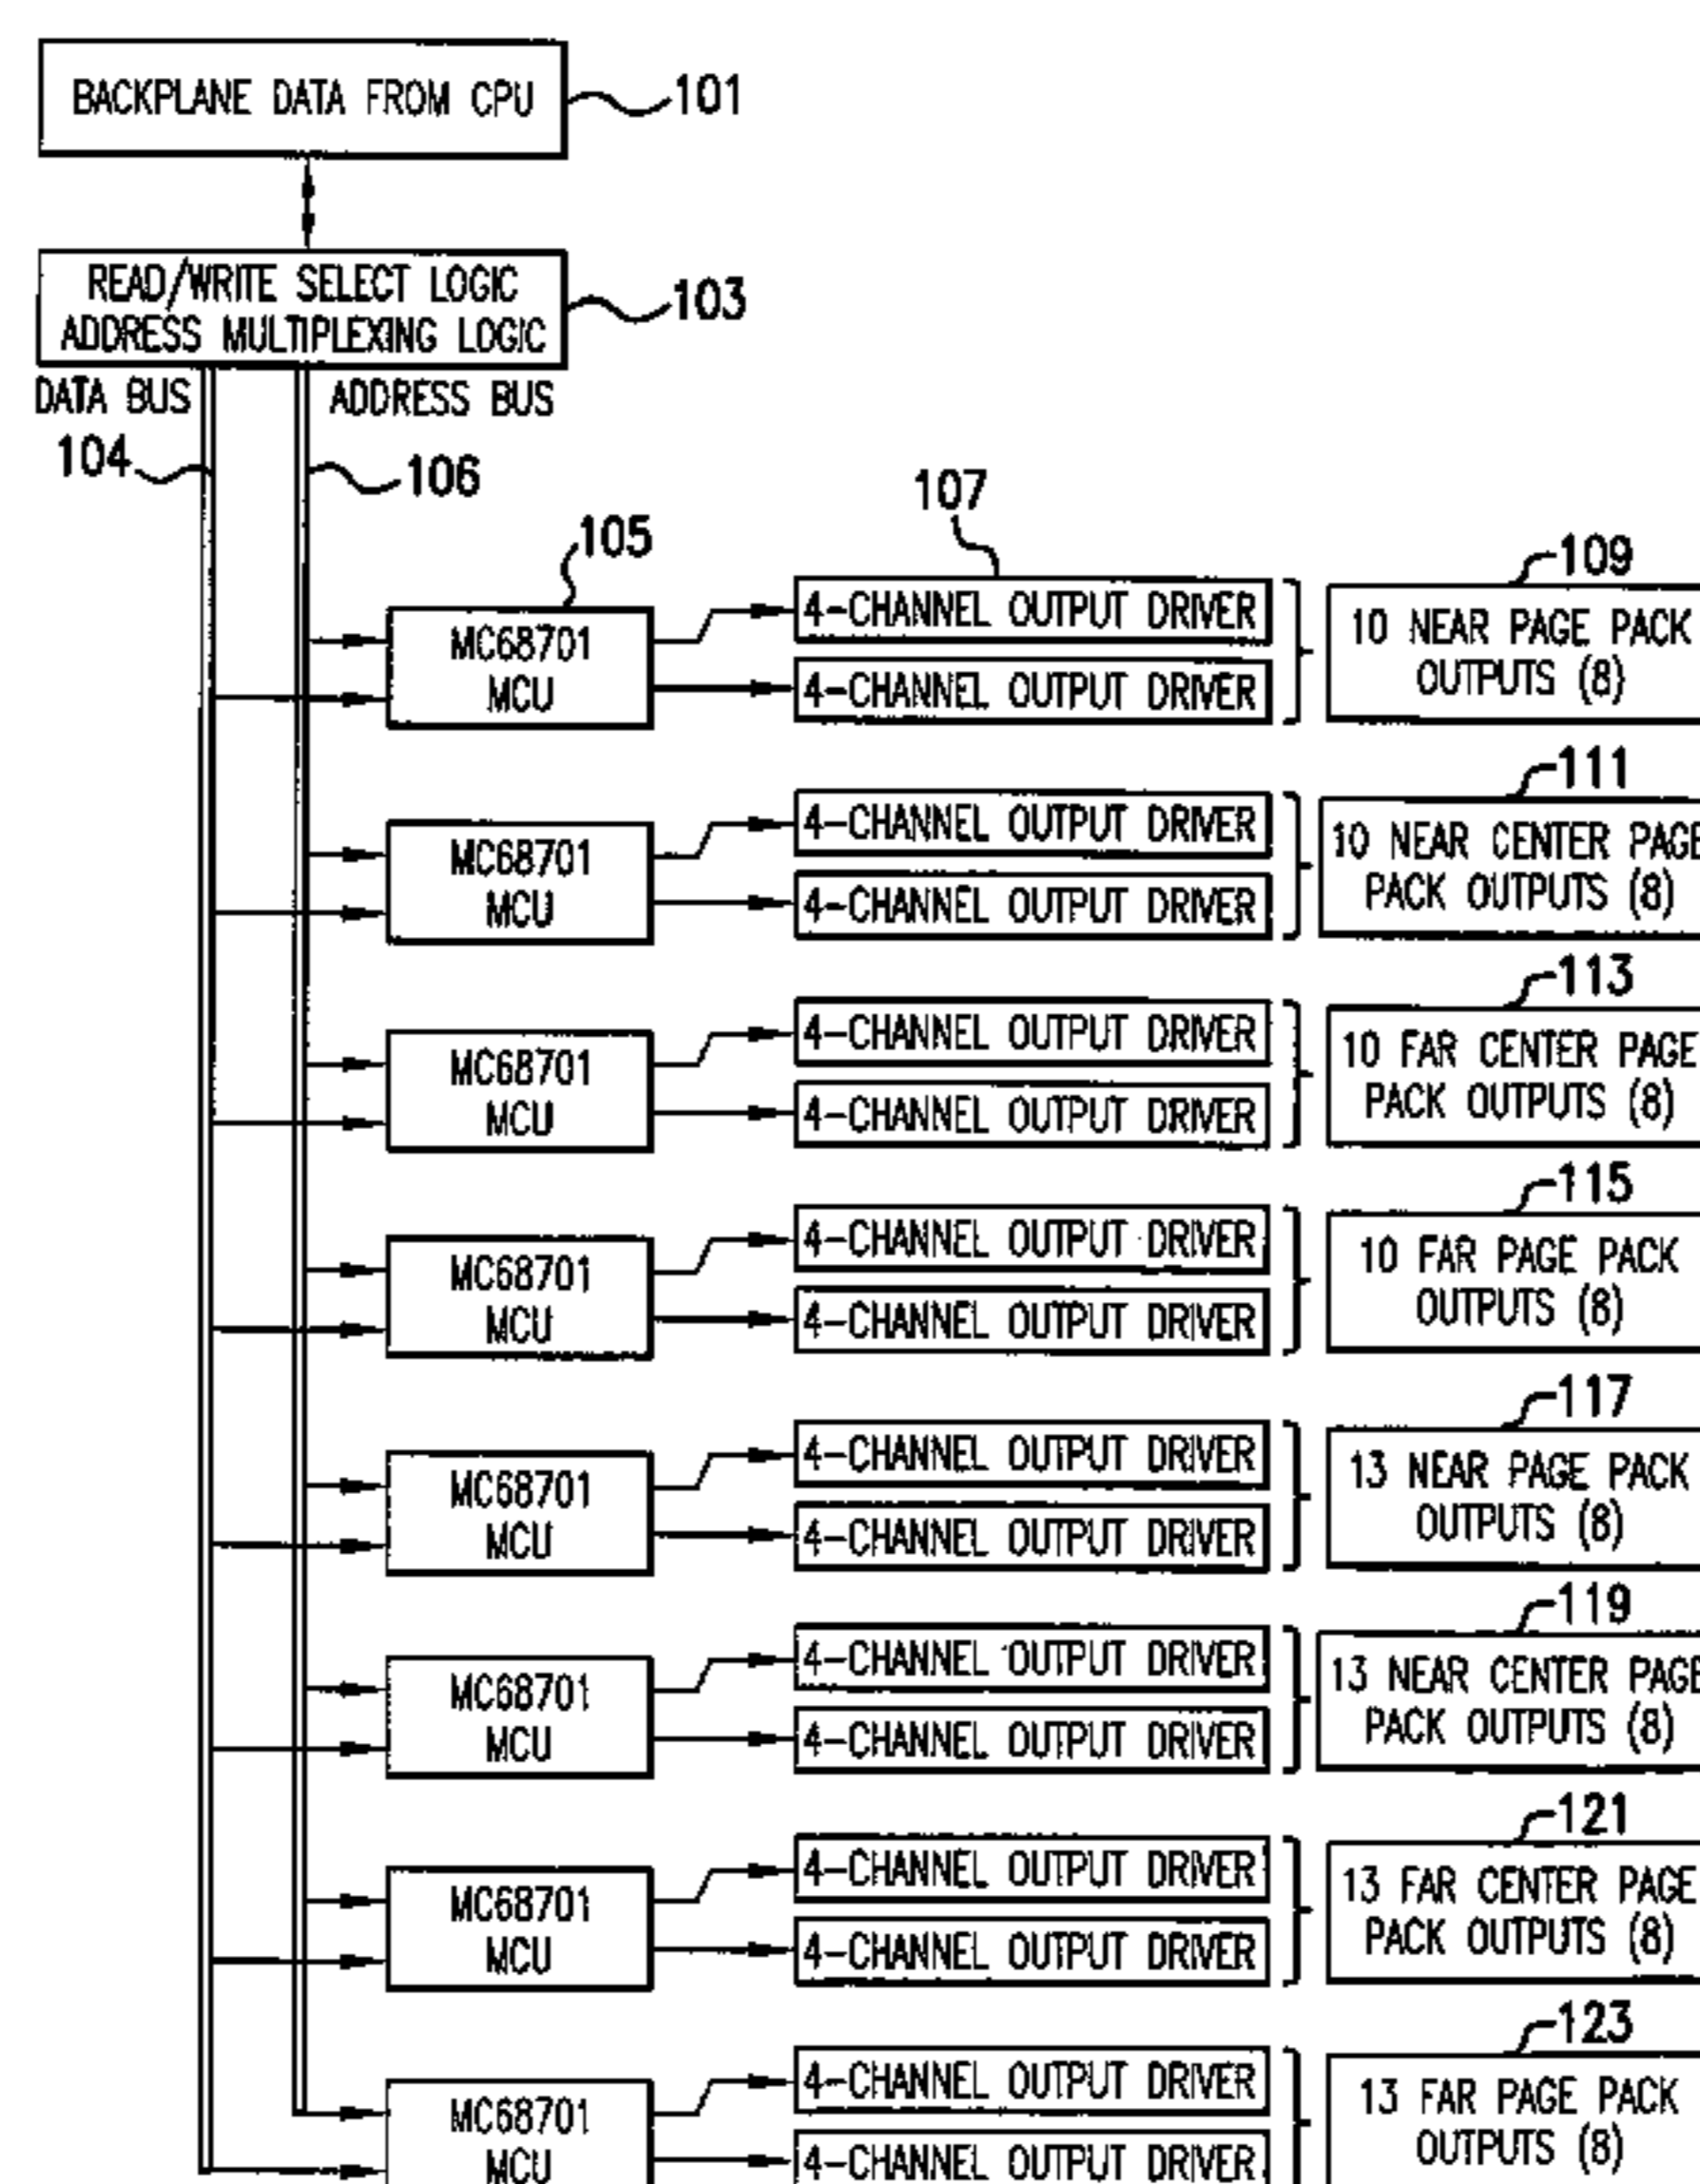 BACKPLANE DATA FROM CPU
101
READ/WRITE SELECT LOGIC
ADDRESS MULTIPLEXING LOGIC
103
DATA BUS
ADDRESS BUS
104
106
105
107
109
MC68701
MCU
4-CHANNEL OUTPUT DRIVER
4-CHANNEL OUTPUT DRIVER
10 NEAR PAGE PACK
OUTPUTS (8)
111
MC68701
MCU
4-CHANNEL OUTPUT DRIVER
4-CHANNEL OUTPUT DRIVER
10 NEAR CENTER PAGE
PACK OUTPUTS (8)
113
MC68701
MCU
4-CHANNEL OUTPUT DRIVER
4-CHANNEL OUTPUT DRIVER
10 FAR CENTER PAGE
PACK OUTPUTS (8)
115
MC68701
MCU
4-CHANNEL OUTPUT DRIVER
4-CHANNEL OUTPUT DRIVER
10 FAR PAGE PACK
OUTPUTS (8)
117
MC68701
MCU
4-CHANNEL OUTPUT DRIVER
4-CHANNEL OUTPUT DRIVER
13 NEAR PAGE PACK
OUTPUTS (8)
119
MC68701
MCU
4-CHANNEL OUTPUT DRIVER
4-CHANNEL OUTPUT DRIVER
13 NEAR CENTER PAGE
PACK OUTPUTS (8)
121
MC68701
MCU
4-CHANNEL OUTPUT DRIVER
4-CHANNEL OUTPUT DRIVER
13 FAR CENTER PAGE
PACK OUTPUTS (8)
123
MC68701
MCU
4-CHANNEL OUTPUT DRIVER
4-CHANNEL OUTPUT DRIVER
13 FAR PAGE PACK
OUTPUTS (8)